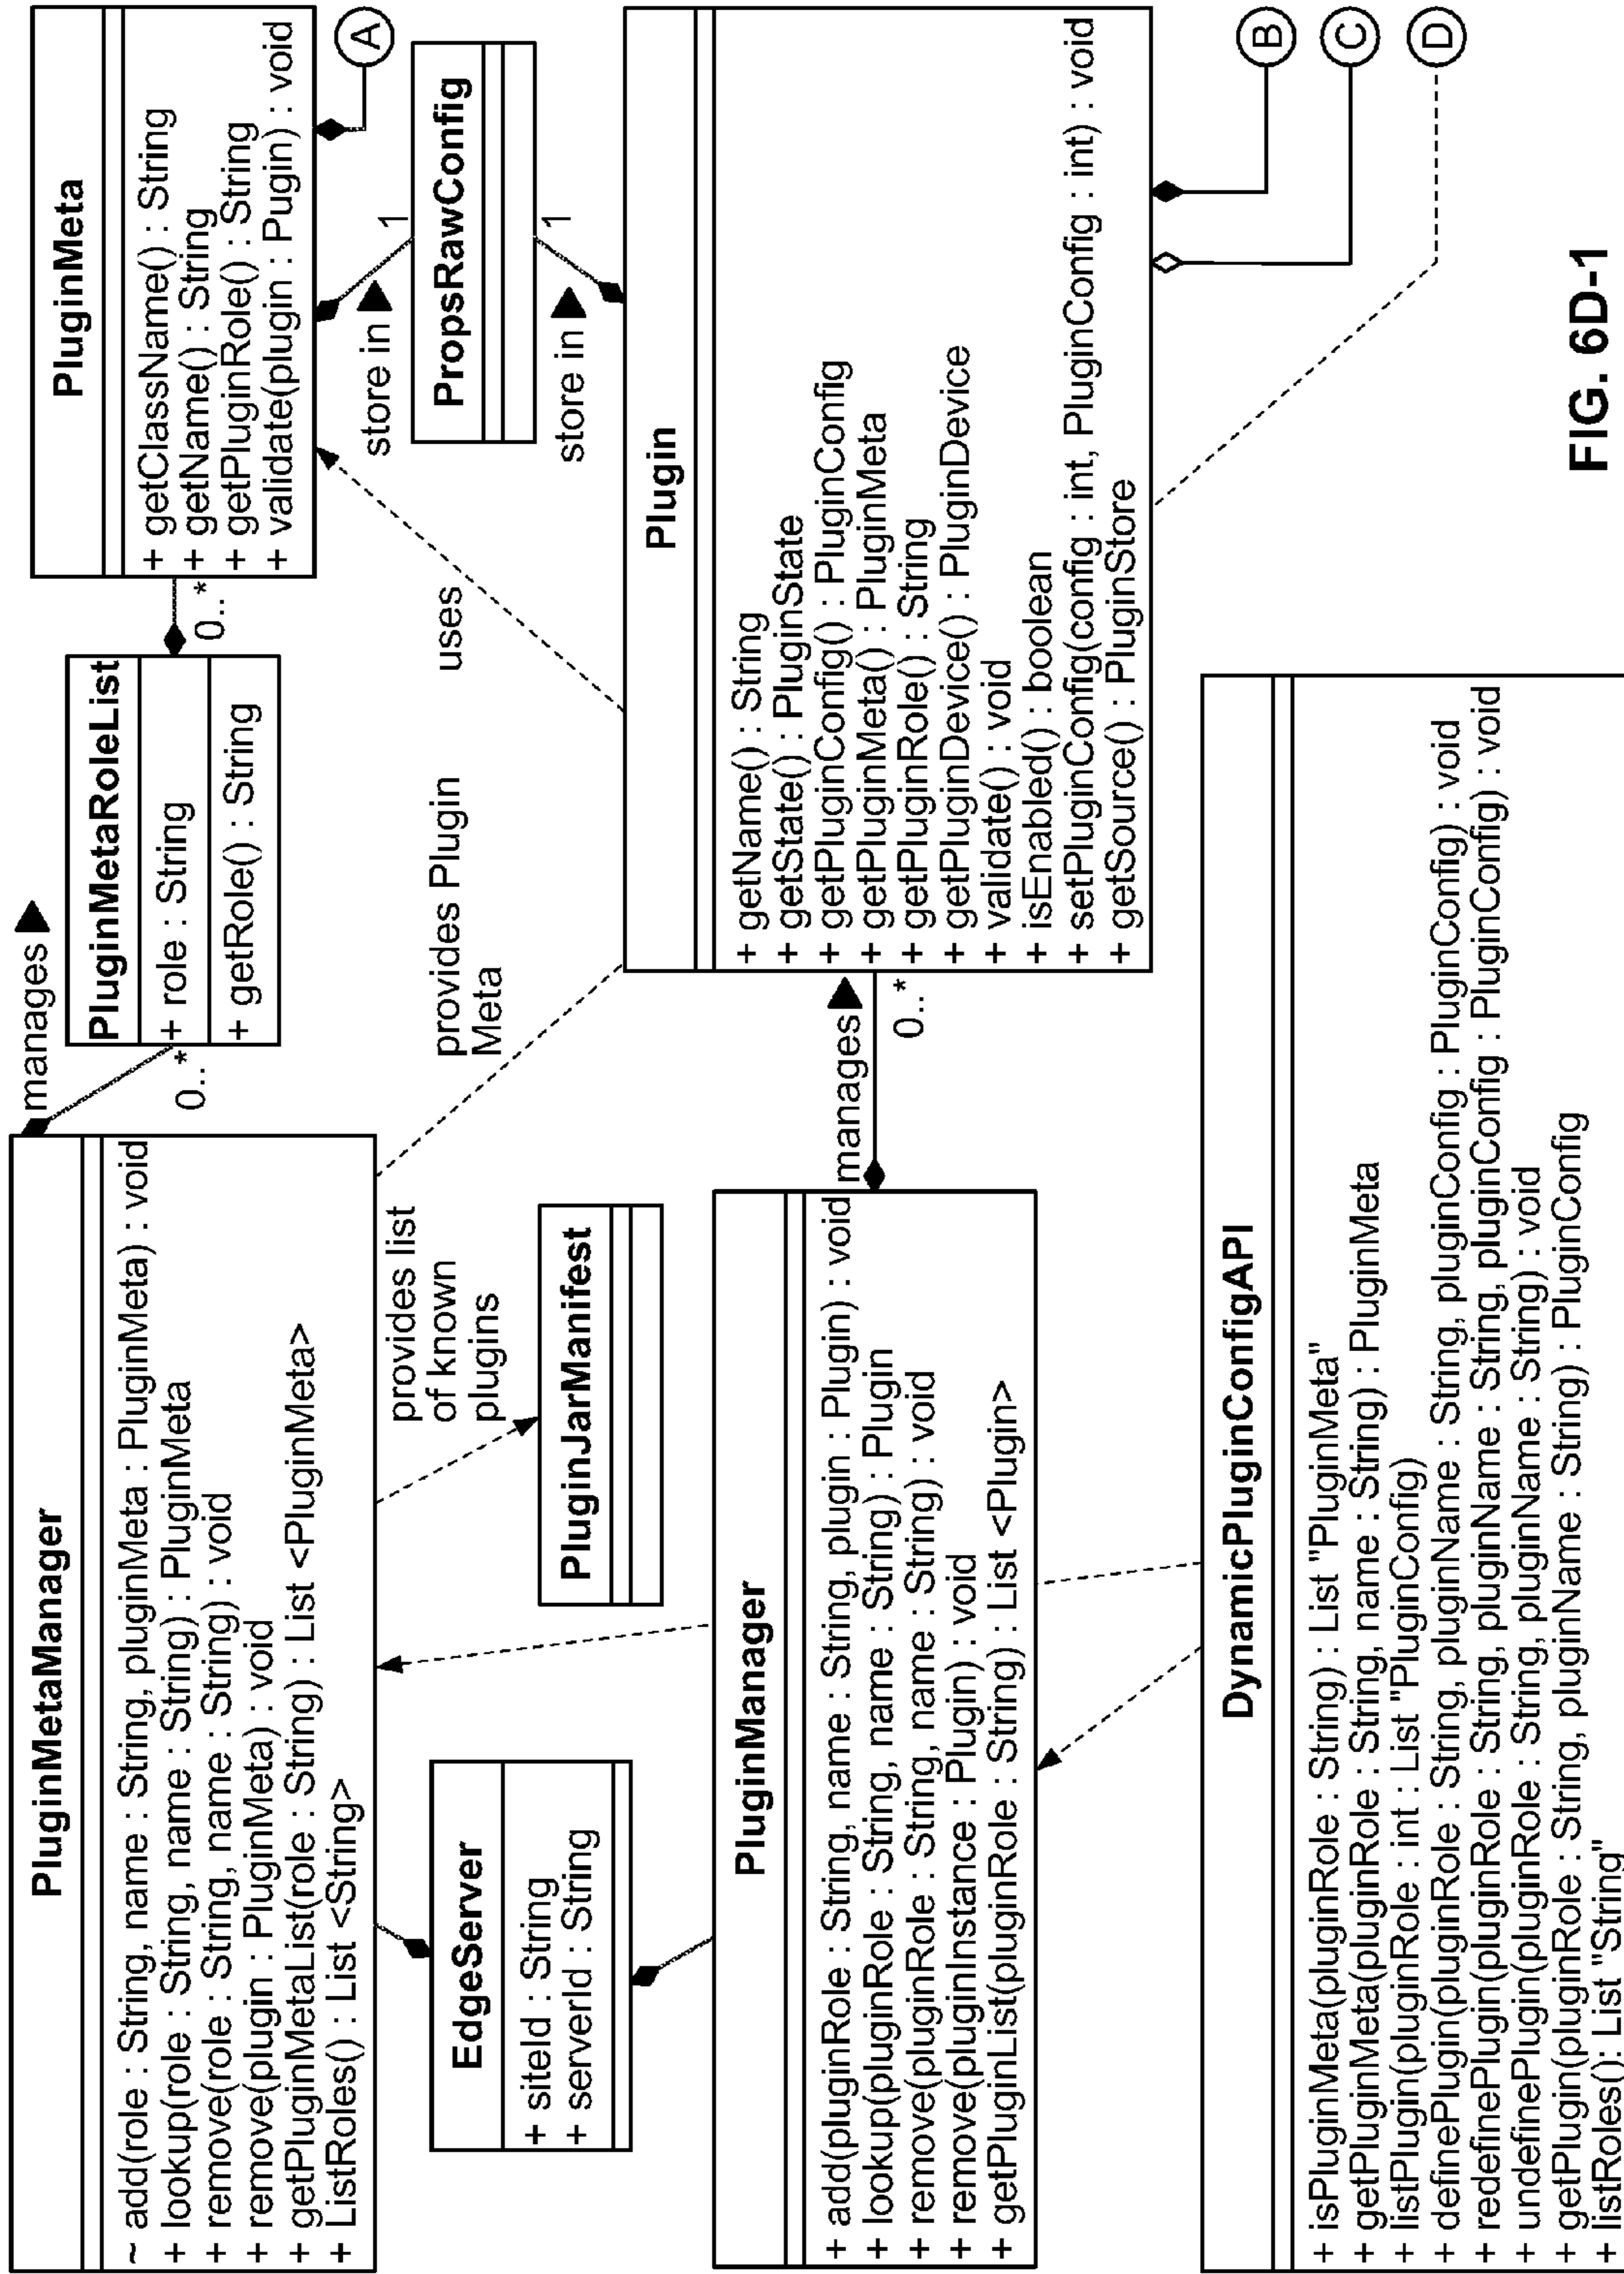 PluginMetaManager
~ add(role : String, name : String, pluginMeta : PluginMeta) : void
+ lookup(role : String, name : String) : PluginMeta
+ remove(role : String, name : String) : void
+ remove(plugin : PluginMeta) : void
+ getPluginMetaList(role : String) : List <PluginMeta>
+ ListRoles() : List <String>
manages ▶
0..*
PluginMetaRoleList
+ role : String
+ getRole() : String
0..*
PluginMeta
+ getClassName() : String
+ getName() : String
+ getPluginRole() : String
+ validate(plugin : Pugin) : void
A
EdgeServer
+ siteId : String
+ serverId : String
provides list
of known
plugins
PluginJarManifest
provides Plugin
Meta
uses
store in ▶
1
PropsRawConfig
store in ▶
1
PluginManager
+ add(pluginRole : String, name : String, plugin : Plugin) : void
+ lookup(pluginRole : String, name : String) : Plugin
+ remove(pluginRole : String, name : String) : void
+ remove(pluginInstance : Plugin) : void
+ getPluginList(pluginRole : String) : List <Plugin>
manages ▶
0..*
Plugin
+ getName() : String
+ getState() : PluginState
+ getPluginConfig() : PluginConfig
+ getPluginMeta() : PluginMeta
+ getPluginRole() : String
+ getPluginDevice() : PluginDevice
+ validate() : void
+ isEnabled() : boolean
+ setPluginConfig(config : int, PluginConfig : int) : void
+ getSource() : PluginStore
B
C
D
DynamicPluginConfigAPI
+ isPluginMeta(pluginRole : String) : List "PluginMeta"
+ getPluginMeta(pluginRole : String, name : String) : PluginMeta
+ listPlugin(pluginRole : int : List "PluginConfig)
+ definePlugin(pluginRole : String, pluginName : String, pluginConfig : PluginConfig) : void
+ redefinePlugin(pluginRole : String, pluginName : String, pluginConfig : PluginConfig) : void
+ undefinePlugin(pluginRole : String, pluginName : String) : void
+ getPlugin(pluginRole : String, pluginName : String) : PluginConfig
+ listRoles(): List "String"
FIG. 6D-1